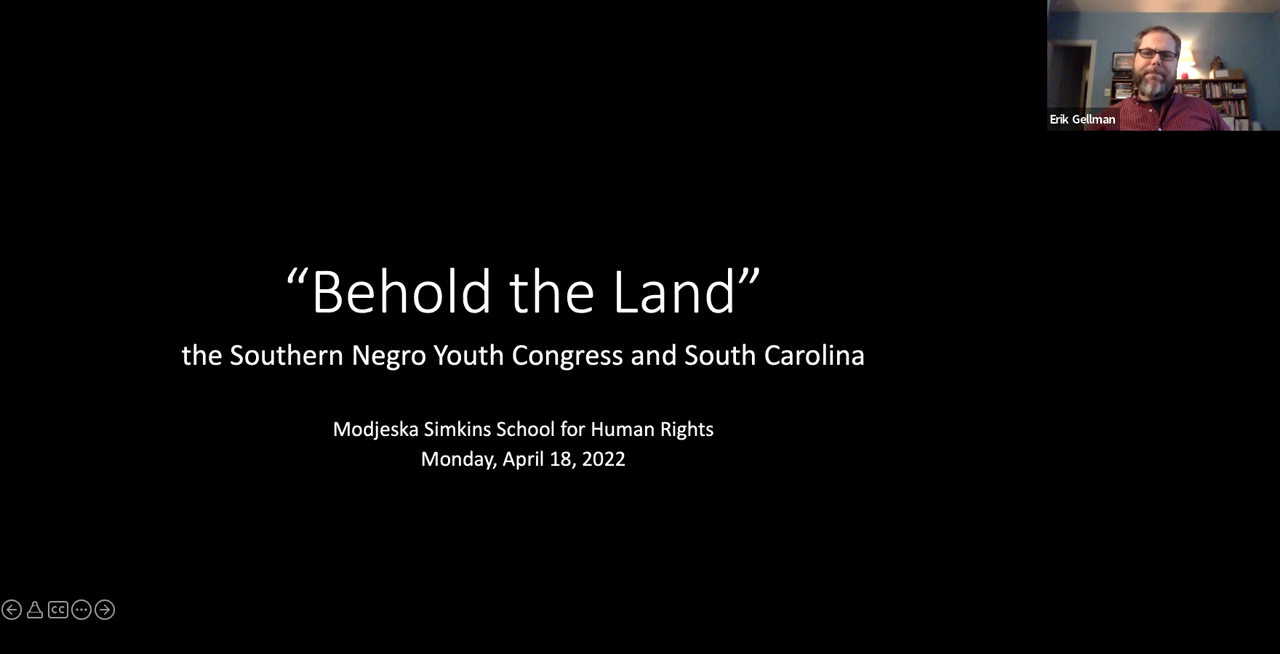 Erik Gellman
“Behold the Land”
the Southern Negro Youth Congress and South Carolina
Modjeska Simkins School for Human Rights
Monday, April 18, 2022
CC